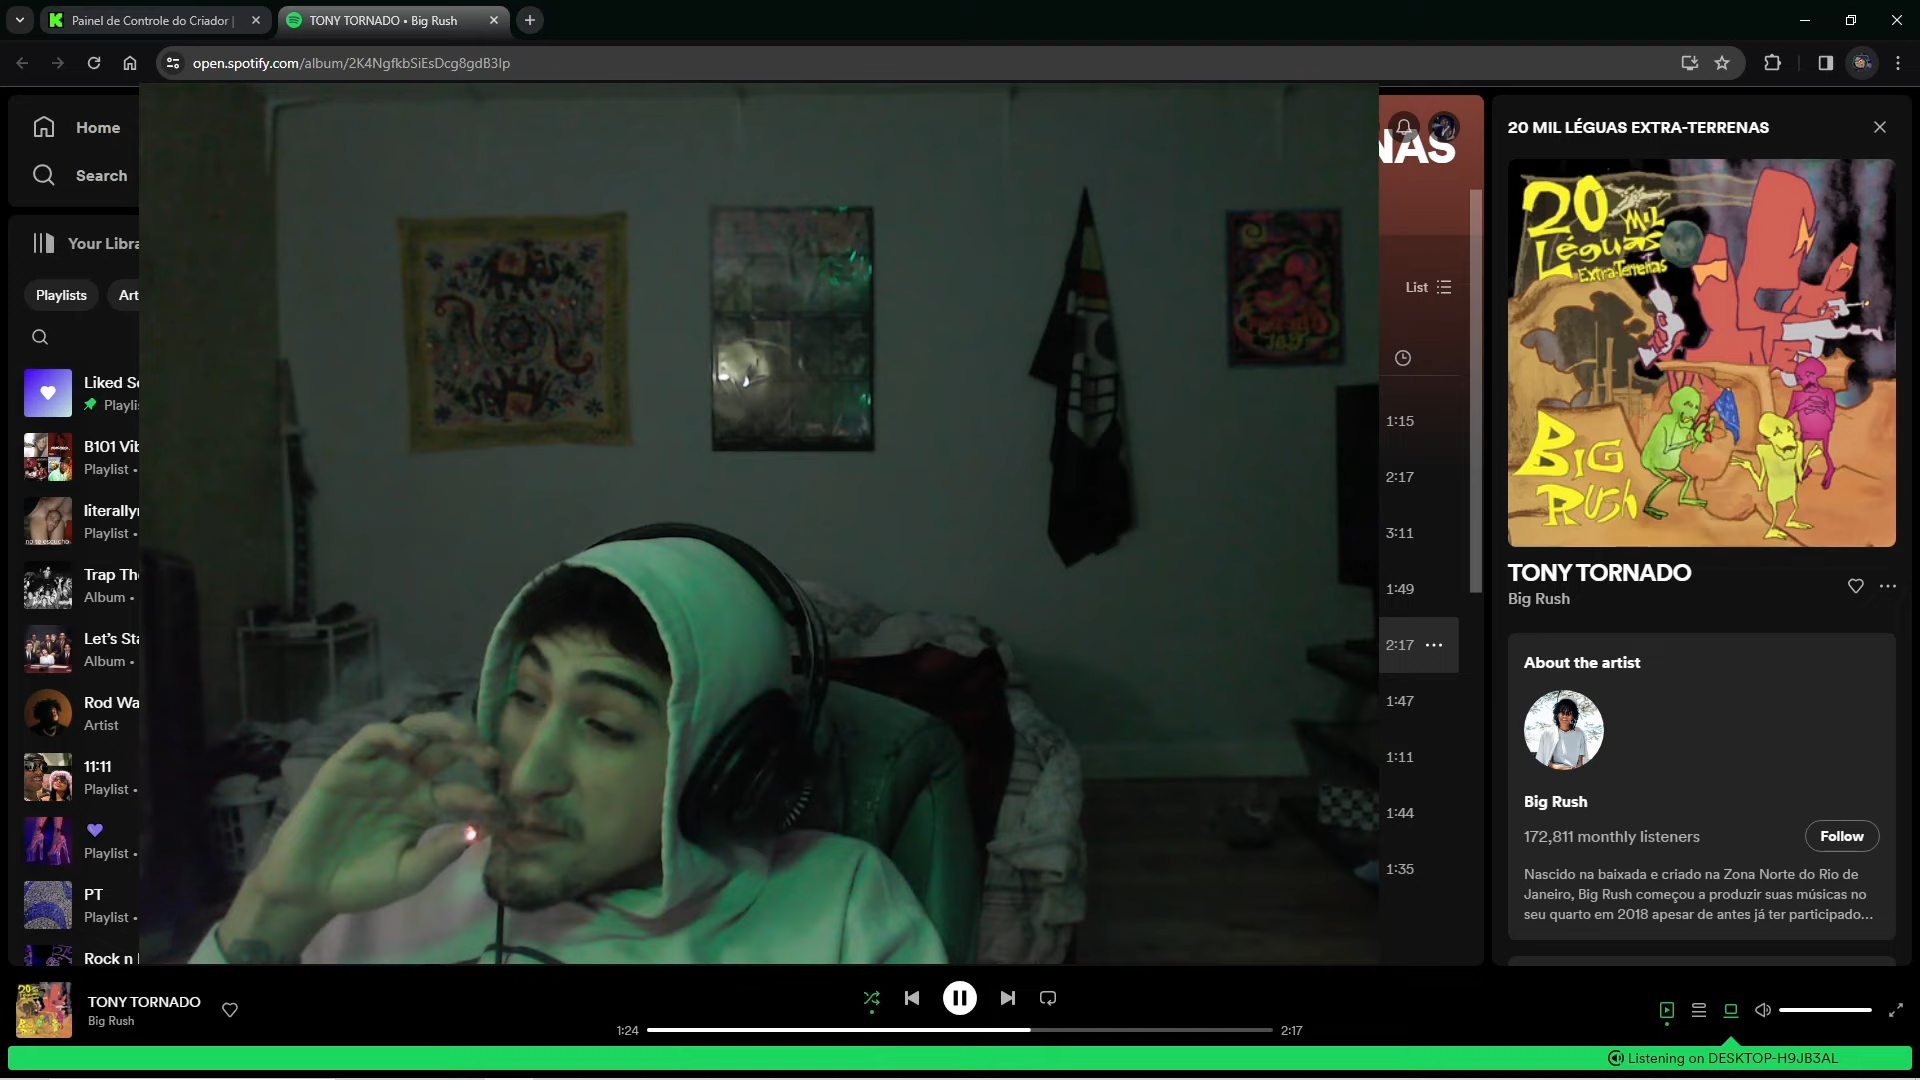 Painel de Controle do Criador |
TONY TORNADO • Big Rush
open.spotify.com/album/2K4NgfkbSiEsDcg8gdB3Ip
Home
Search
Your Libra
Playlists
Art
Liked So
Playlis
B101 Vib
Playlist •
literallyr
Playlist •
Trap Th
Album •
Let's Sta
Album •
Rod Wa
Artist
11:11
Playlist •
Playlist •
PT
Playlist •
Rock n
NAS
List
1:15
2:17
3:11
1:49
2:17
1:47
1:11
1:44
1:35
20 MIL LÉGUAS EXTRA-TERRENAS
20 MIL
Léguas
Extra-Terrenas
BIG
RUSH
TONY TORNADO
Big Rush
About the artist
Big Rush
172,811 monthly listeners
Follow
Nascido na baixada e criado na Zona Norte do Rio de
Janeiro, Big Rush começou a produzir suas músicas no
seu quarto em 2018 apesar de antes já ter participado...
TONY TORNADO
Big Rush
1:24
2:17
Listening on DESKTOP-H9JB3AL